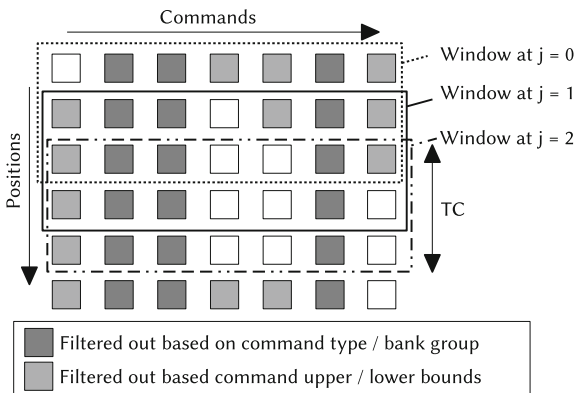 Commands
Window at j = 0
Window at j = 1
Window at j = 2
Positions
TC
Filtered out based on command type / bank group
Filtered out based command upper / lower bounds